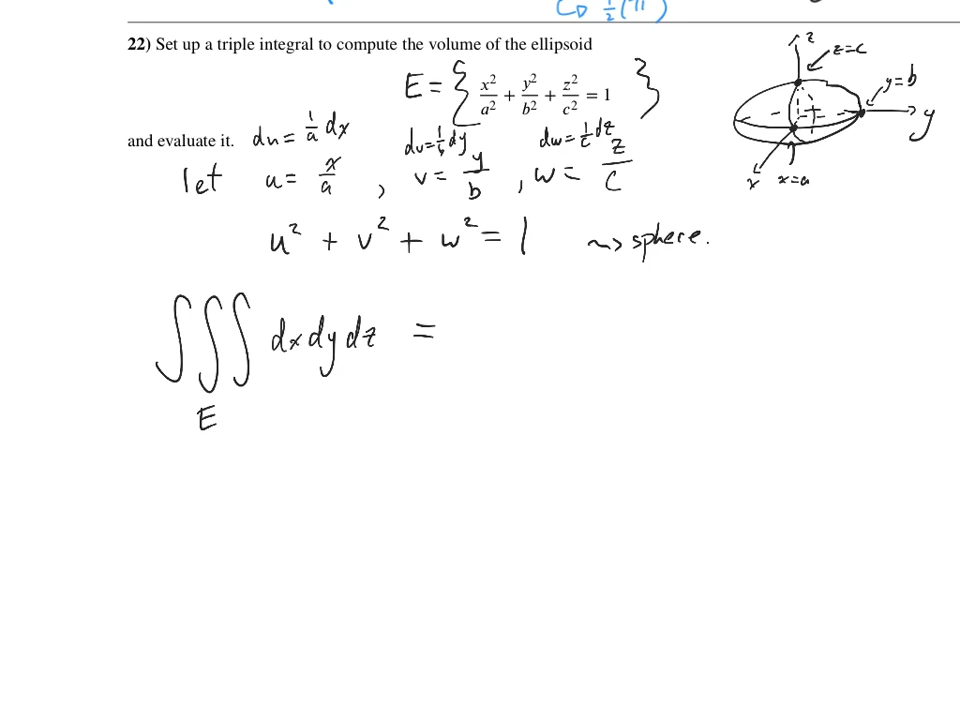 C⊃ ½(π)
22) Set up a triple integral to compute the volume of the ellipsoid
E = { x²/a² + y²/b² + z²/c² = 1 }
z
z=c
y=b
y
x
x=a
and evaluate it. du = 1/a dx dv = 1/b dy dw = 1/c dz
let u = x/a , v = y/b , w = z/c
u² + v² + w² = 1 ~> sphere.
∫∫∫ dx dy dz =
E